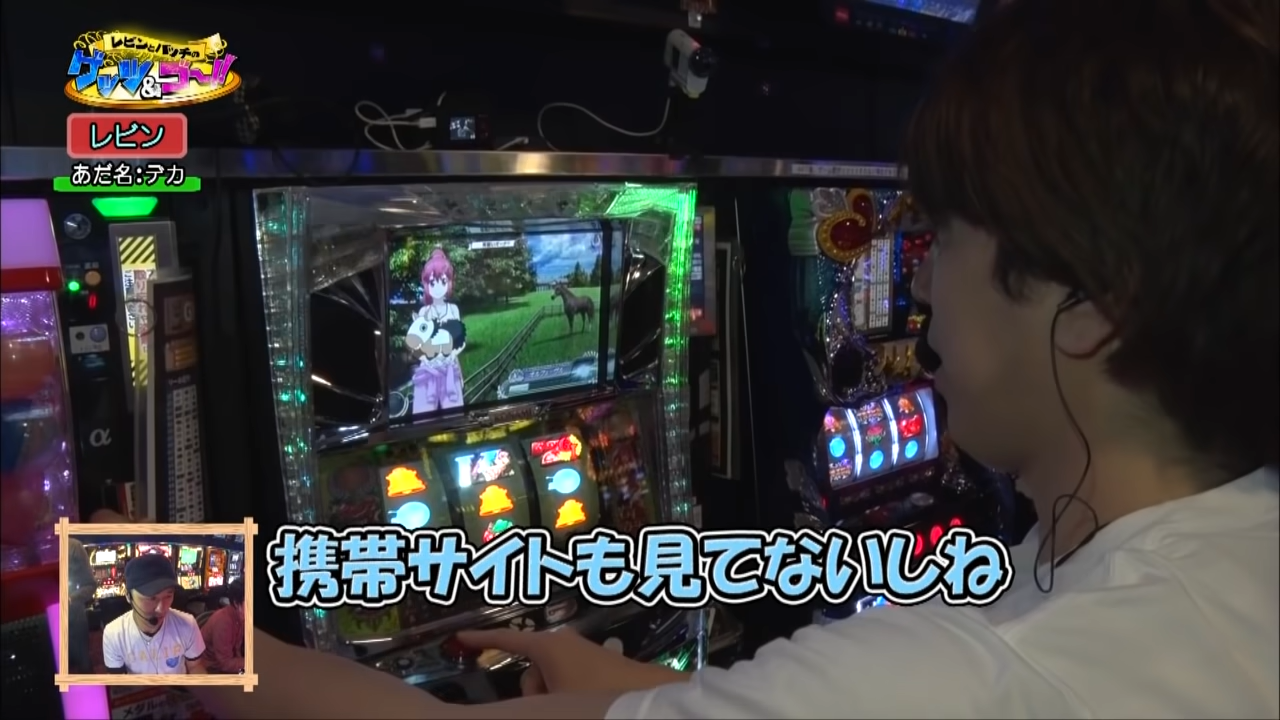 レビンとバッチの
ゲッツ&ゴ〜!!
レビン
あだ名:デカ
α
携帯サイトも見てないしね